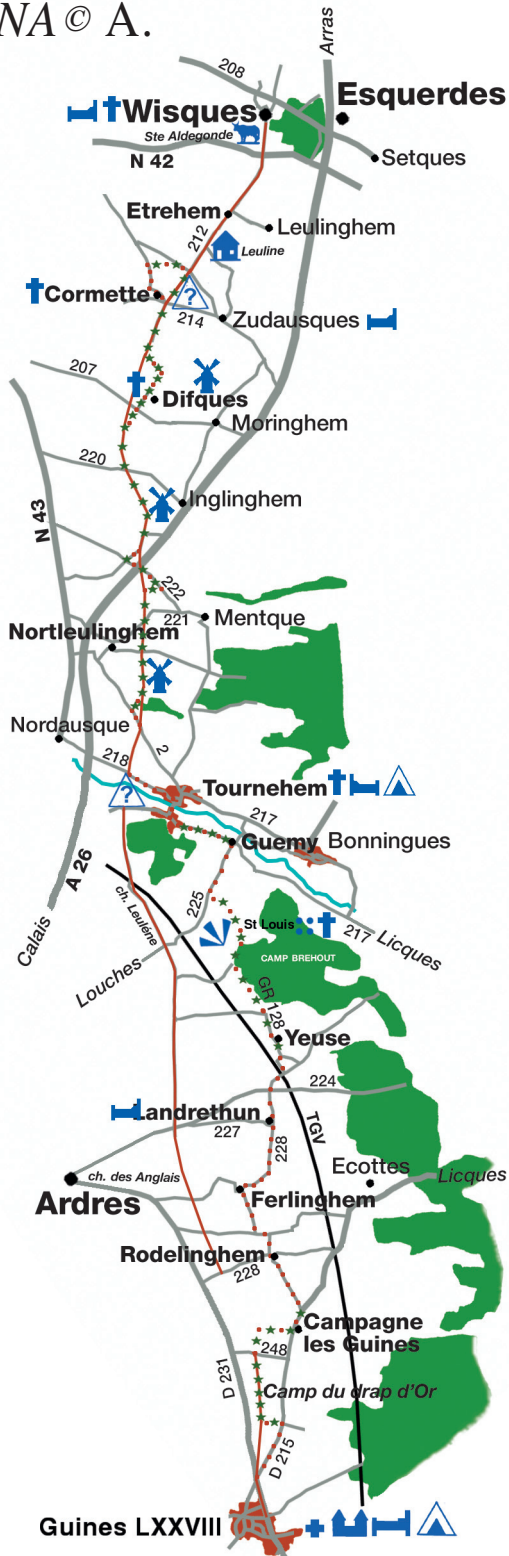 NA © A.
Arras
208
Esquerdes
Wisques
Ste Aldegonde
N 42
Setques
Etrehem
Leulinghem
212
Leuline
Cormette
?
214
Zudausques
207
Difques
Moringhem
220
Inglinghem
N 43
222
221
Mentque
Nortleulinghem
Nordausque
2
218
Tournehem
?
217
Guemy
Bonningues
A 26
ch. Leulène
225
St Louis
217
Licques
Calais
Louches
CAMP BREHOUT
GR 128
Yeuse
224
Landrethun
227
TGV
228
Ecottes
Licques
ch. des Anglais
Ardres
Ferlinghem
Rodelinghem
228
Campagne
les Guines
248
D 231
Camp du drap d'Or
D 215
Guines LXXVIII